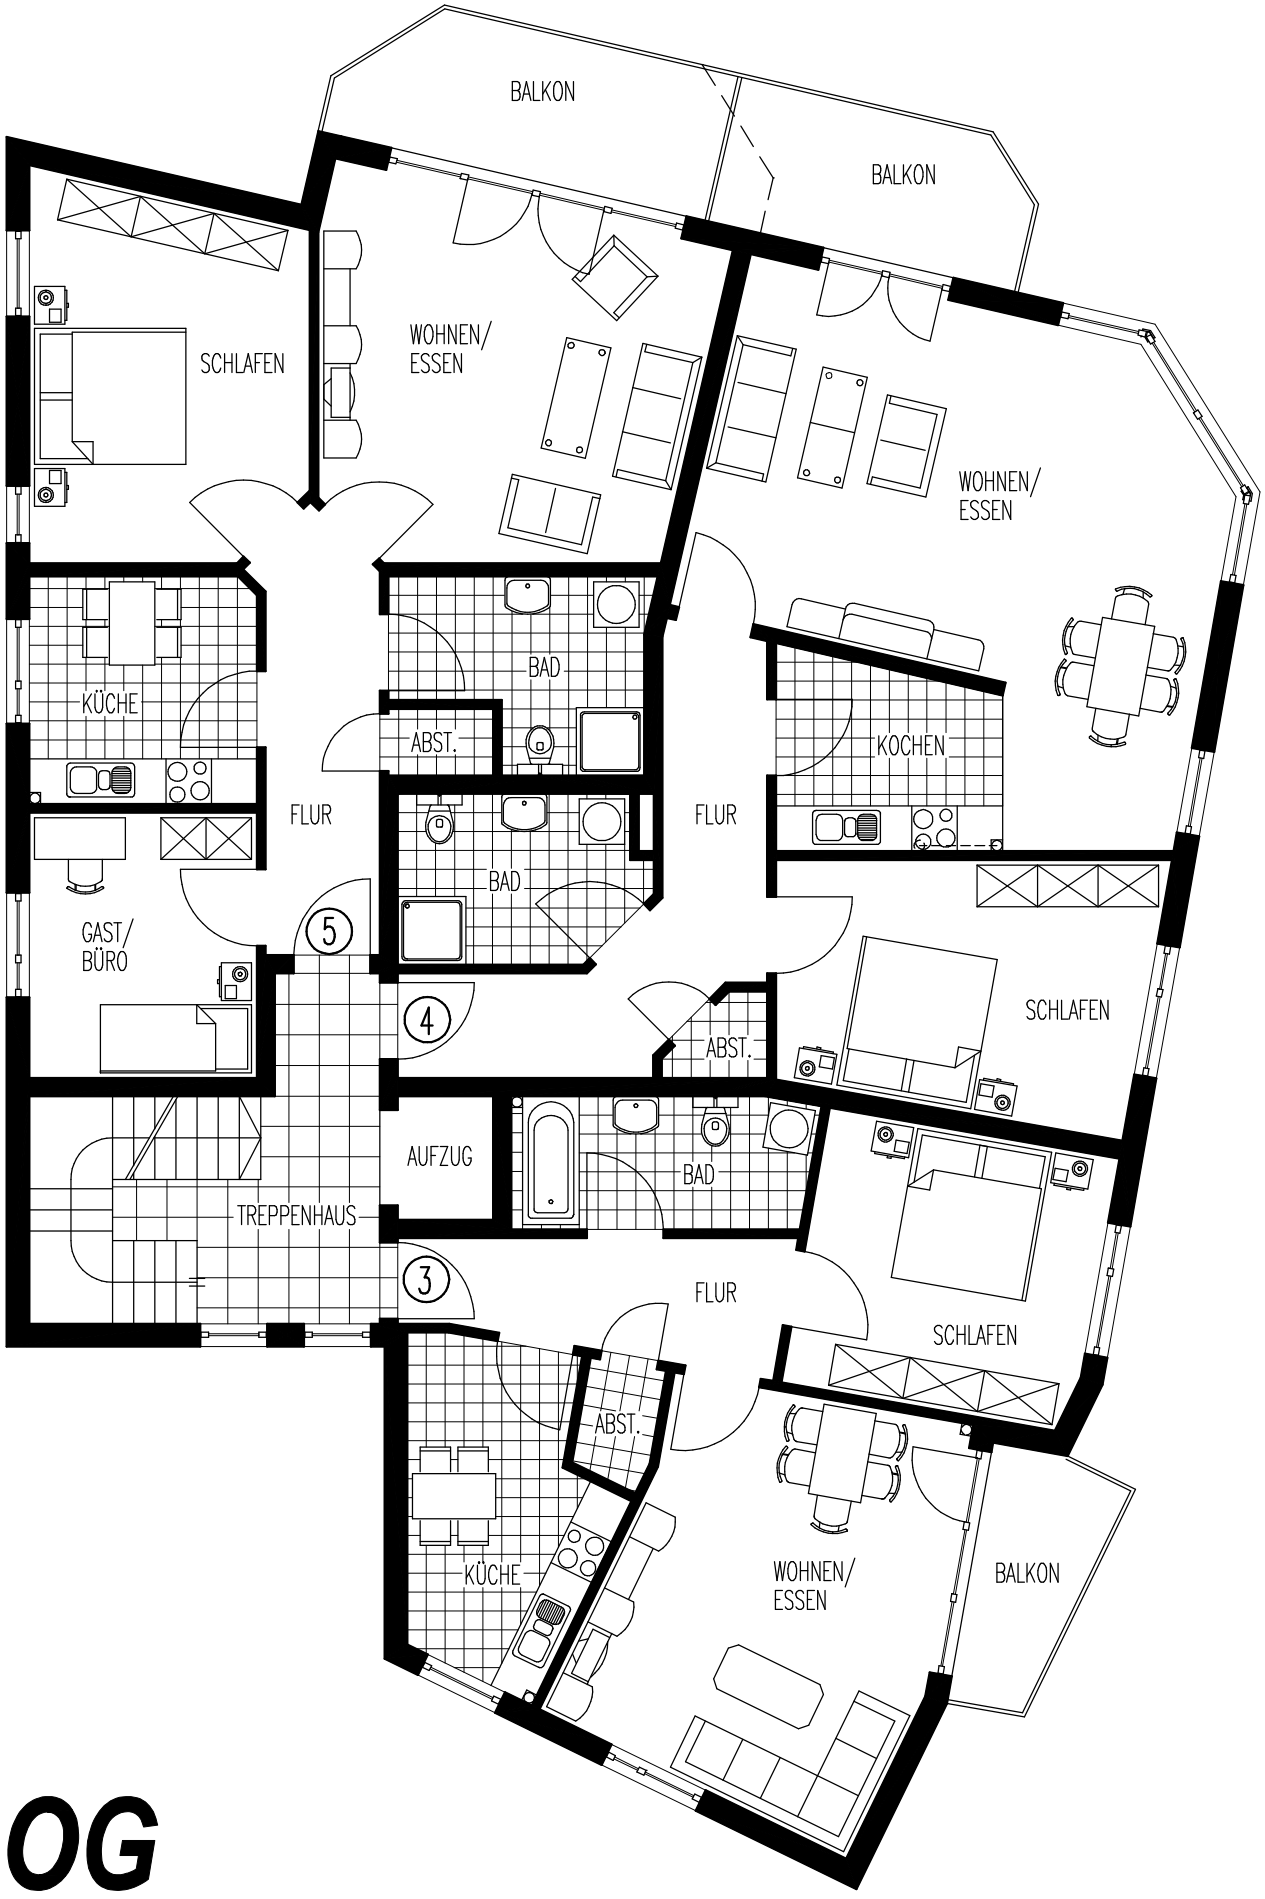 BALKON
BALKON
WOHNEN/
ESSEN
SCHLAFEN
WOHNEN/
ESSEN
BAD
KÜCHE
ABST.
KOCHEN
FLUR
FLUR
BAD
GAST/
BÜRO
5
4
SCHLAFEN
ABST.
AUFZUG
BAD
TREPPENHAUS
3
FLUR
SCHLAFEN
ABST.
KÜCHE
WOHNEN/
ESSEN
BALKON
OG